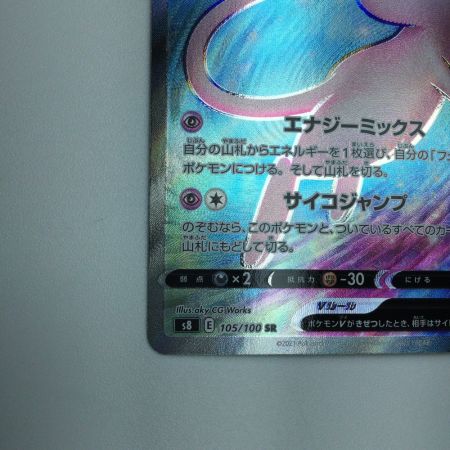 エナジーミックス
自分の山札からエネルギーを1枚選び、自分の「フ
ポケモンにつける。そして山札を切る。
サイコジャンプ
のぞむなら、このポケモンと、ついているすべてのカー
山札にもどして切る。
弱点 ×2 抵抗力 -30 にげる
Illus. aky CG Works
Vルール
s8 E 105/100 SR
ポケモンVがきぜつしたとき、相手はサイ
©2021